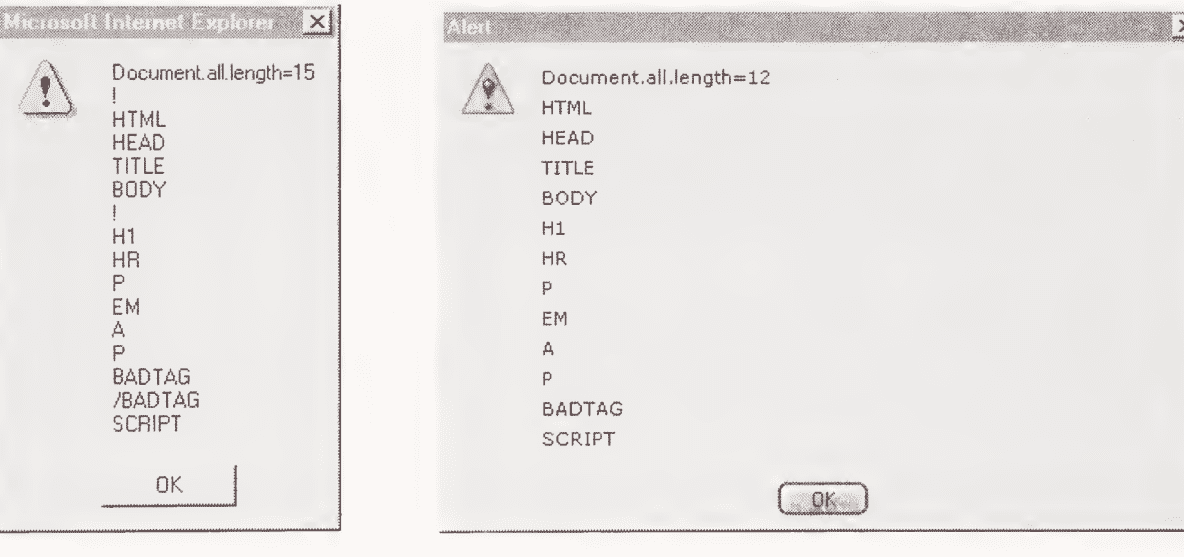 Microsoft Internet Explorer
Document.all.length=15
!
HTML
HEAD
TITLE
BODY
!
H1
HR
P
EM
A
P
BADTAG
/BADTAG
SCRIPT
OK
Alert
Document.all.length=12
HTML
HEAD
TITLE
BODY
H1
HR
P
EM
A
P
BADTAG
SCRIPT
OK